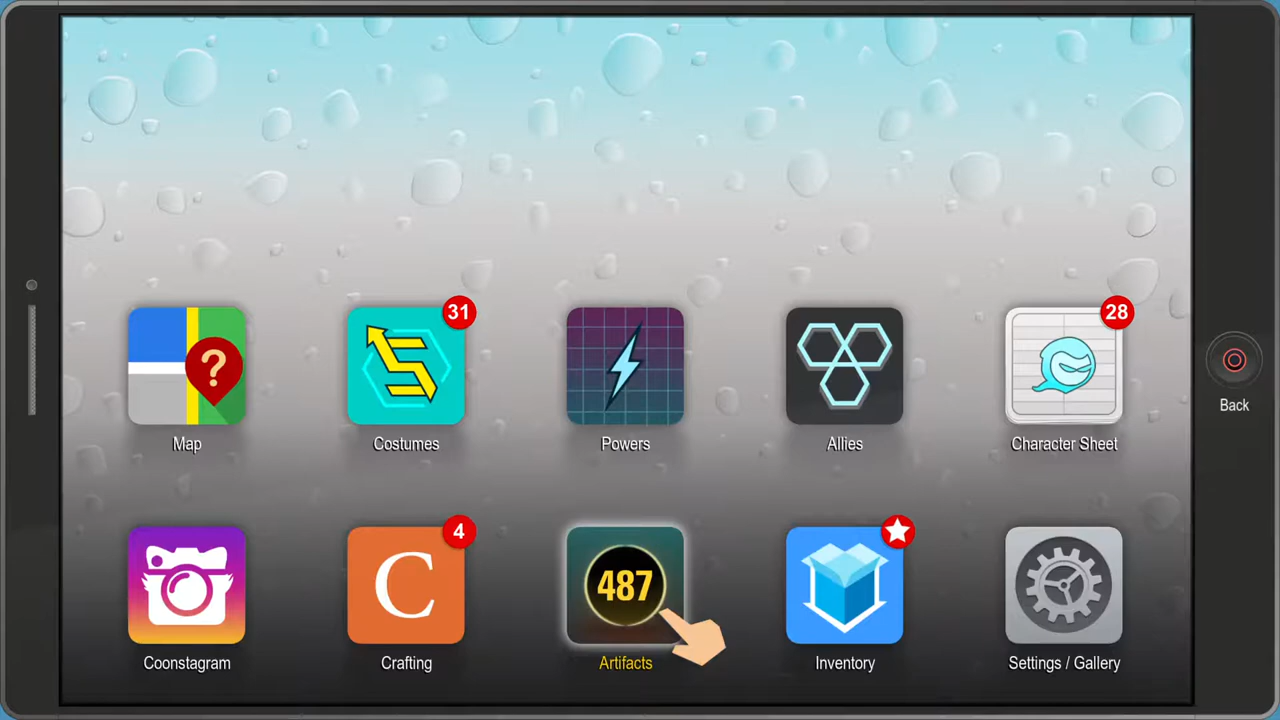 31
28
?
Map
Costumes
Powers
Allies
Character Sheet
Back
4
C
487
Coonstagram
Crafting
Artifacts
Inventory
Settings / Gallery